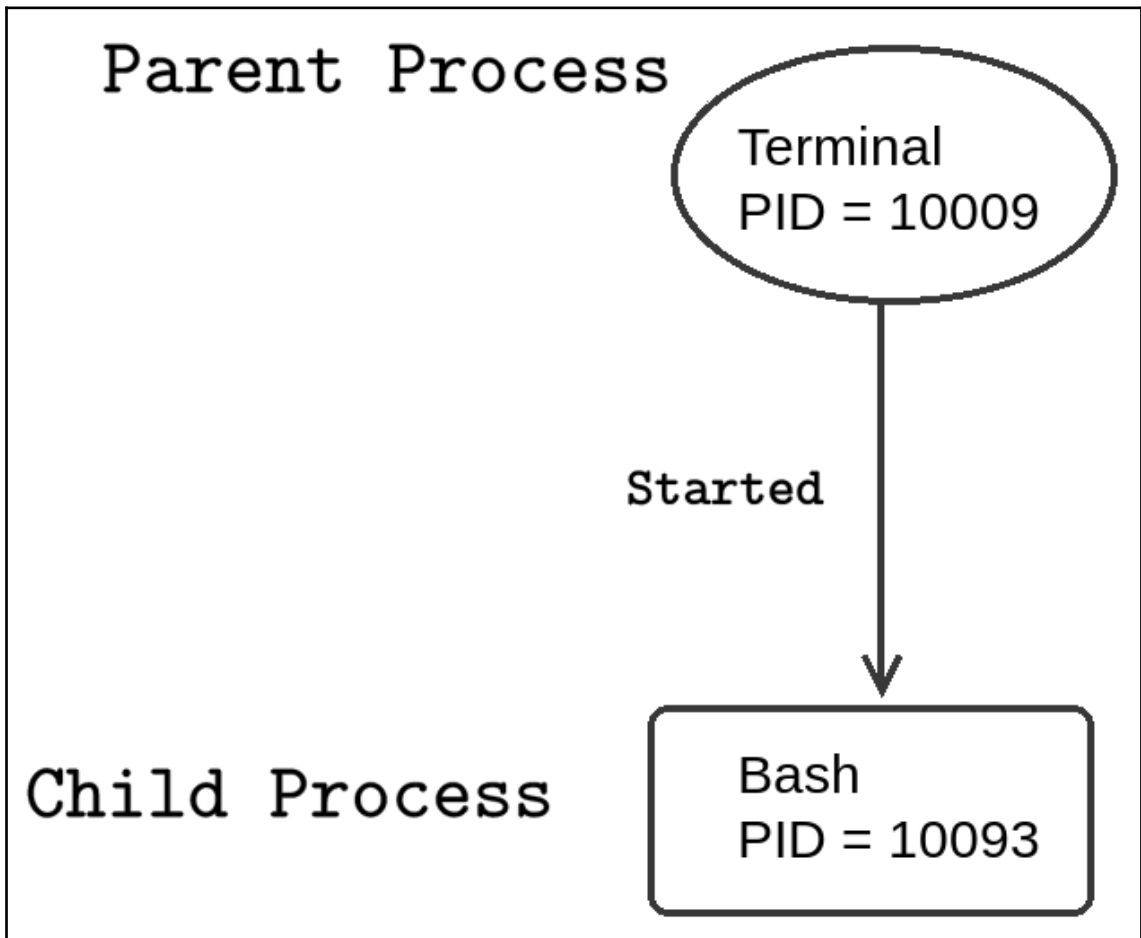 Parent Process
Terminal
PID = 10009
Started
Child Process
Bash
PID = 10093